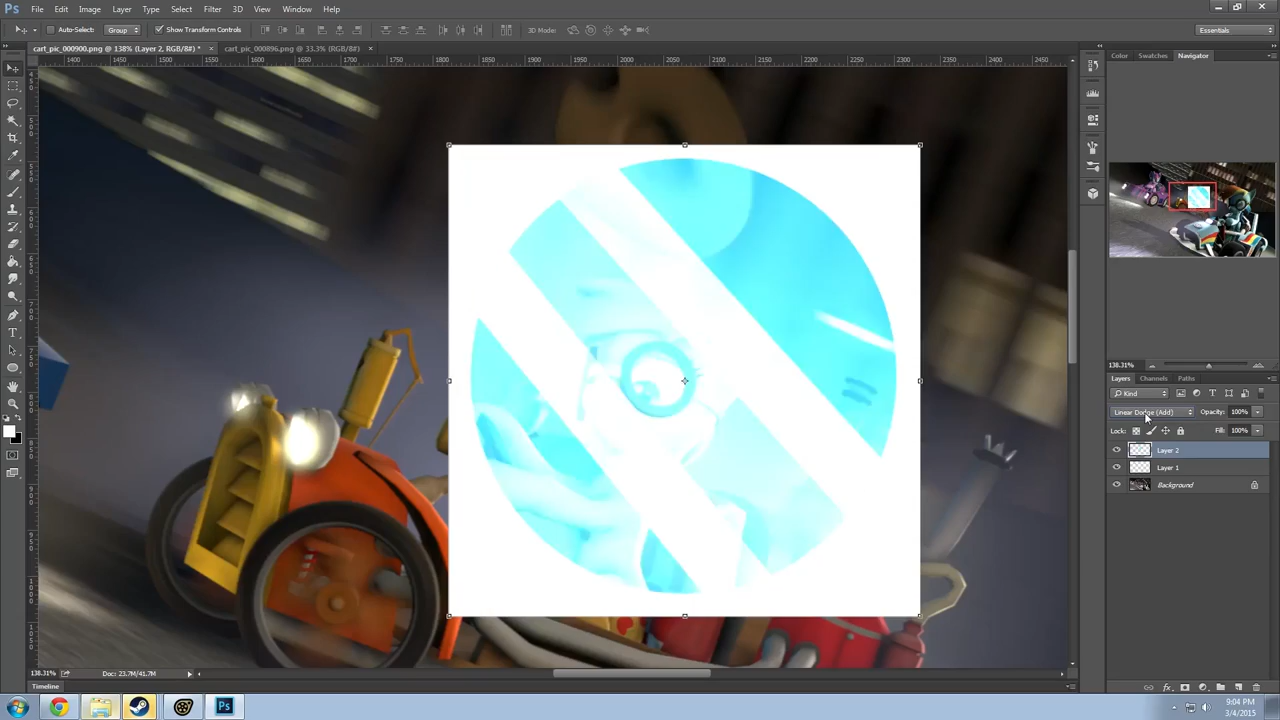 Ps File Edit Image Layer Type Select Filter 3D View Window Help
Auto-Select: Group Show Transform Controls 3D Mode: Essentials
cart_pic_000900.png @ 138% (Layer 2, RGB/8#) * × cart_pic_000896.png @ 33.3% (RGB/8#) ×
Color Swatches Navigator
1400 1450 1500 1550 1600 1650 1700 1750 1800 1850 1900 1950 2000 2050 2100 2150 2200 2250 2300 2350 2400 2450
138.31%
Layers Channels Paths
Kind
Linear Dodge (Add) Opacity: 100%
Lock: Fill: 100%
Layer 2
Layer 1
Background
138.31% Doc: 23.7M/41.7M
Timeline
Ps
9:04 PM
3/4/2015